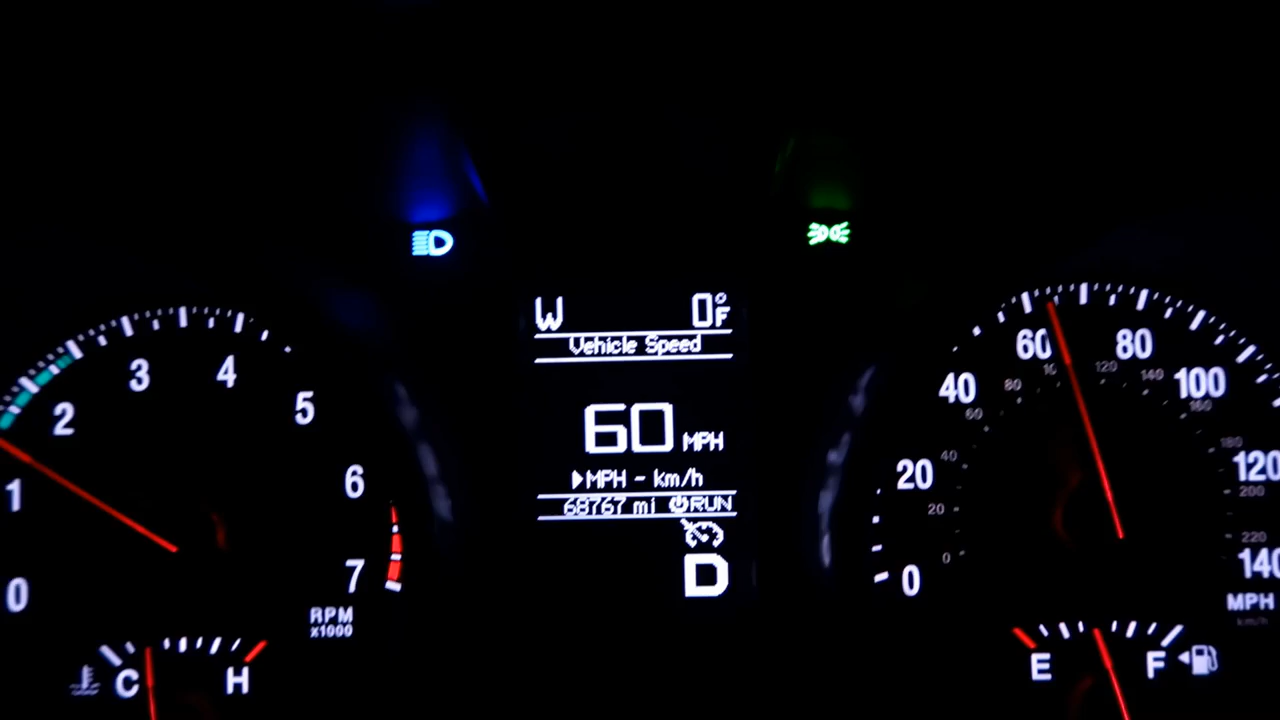 W 0°F
Vehicle Speed
60 MPH
▶MPH - km/h
68767 mi RUN
D
0 1 2 3 4 5 6 7
RPM
x1000
C H
0 20 40 60 80 100 120 140
0 20 40 60 80 120 140 160 180 200 220
MPH
km/h
E F